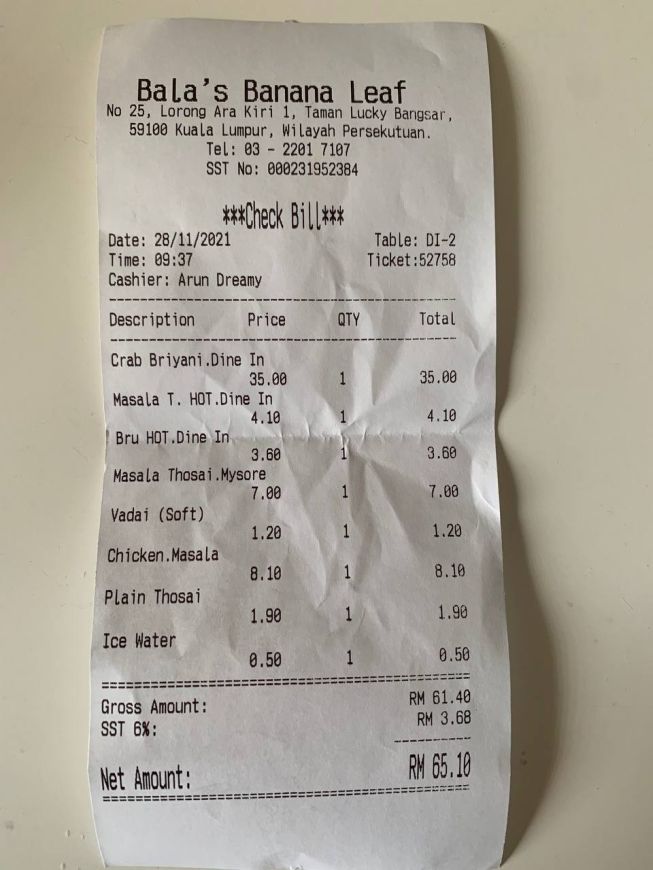 Bala's Banana Leaf
No 25, Lorong Ara Kiri 1, Taman Lucky Bangsar,
59100 Kuala Lumpur, Wilayah Persekutuan.
Tel: 03 - 2201 7107
SST No: 000231952384
***Check Bill***
Date: 28/11/2021 Table: DI-2
Time: 09:37 Ticket:52758
Cashier: Arun Dreamy
Description Price QTY Total
Crab Briyani.Dine In
35.00 1 35.00
Masala T. HOT.Dine In
4.10 1 4.10
Bru HOT.Dine In
3.60 1 3.60
Masala Thosai.Mysore
7.00 1 7.00
Vadai (Soft)
1.20 1 1.20
Chicken.Masala
8.10 1 8.10
Plain Thosai
1.90 1 1.90
Ice Water
0.50 1 0.50
Gross Amount: RM 61.40
SST 6%: RM 3.68
Net Amount: RM 65.10